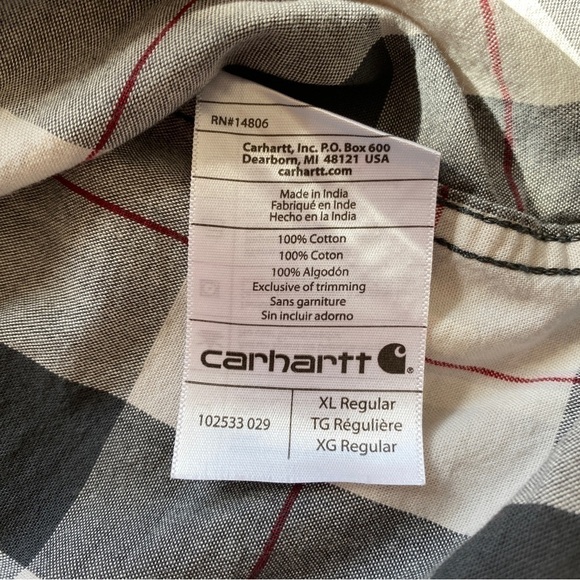 RN#14806
Carhartt, Inc. P.O. Box 600
Dearborn, MI 48121 USA
carhartt.com
Made in India
Fabriqué en Inde
Hecho en la India
100% Cotton
100% Coton
100% Algodón
Exclusive of trimming
Sans garniture
Sin incluir adorno
carhartt
102533 029
XL Regular
TG Régulière
XG Regular